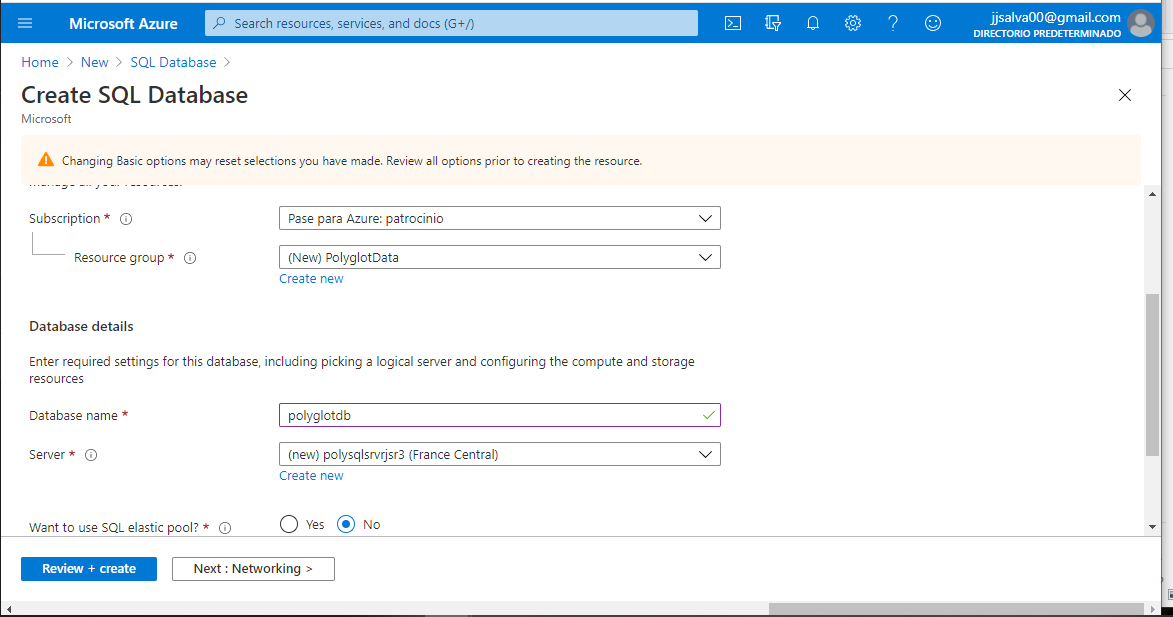 Microsoft Azure
Search resources, services, and docs (G+/)
jjsalva00@gmail.com
DIRECTORIO PREDETERMINADO
Home > New > SQL Database >
Create SQL Database
Microsoft
Changing Basic options may reset selections you have made. Review all options prior to creating the resource.
manage all your resources.
Subscription *
Pase para Azure: patrocinio
Resource group *
(New) PolyglotData
Create new
Database details
Enter required settings for this database, including picking a logical server and configuring the compute and storage
resources
Database name *
polyglotdb
Server *
(new) polysqlsrvrjsr3 (France Central)
Create new
Want to use SQL elastic pool? *
Yes
No
Review + create
Next : Networking >